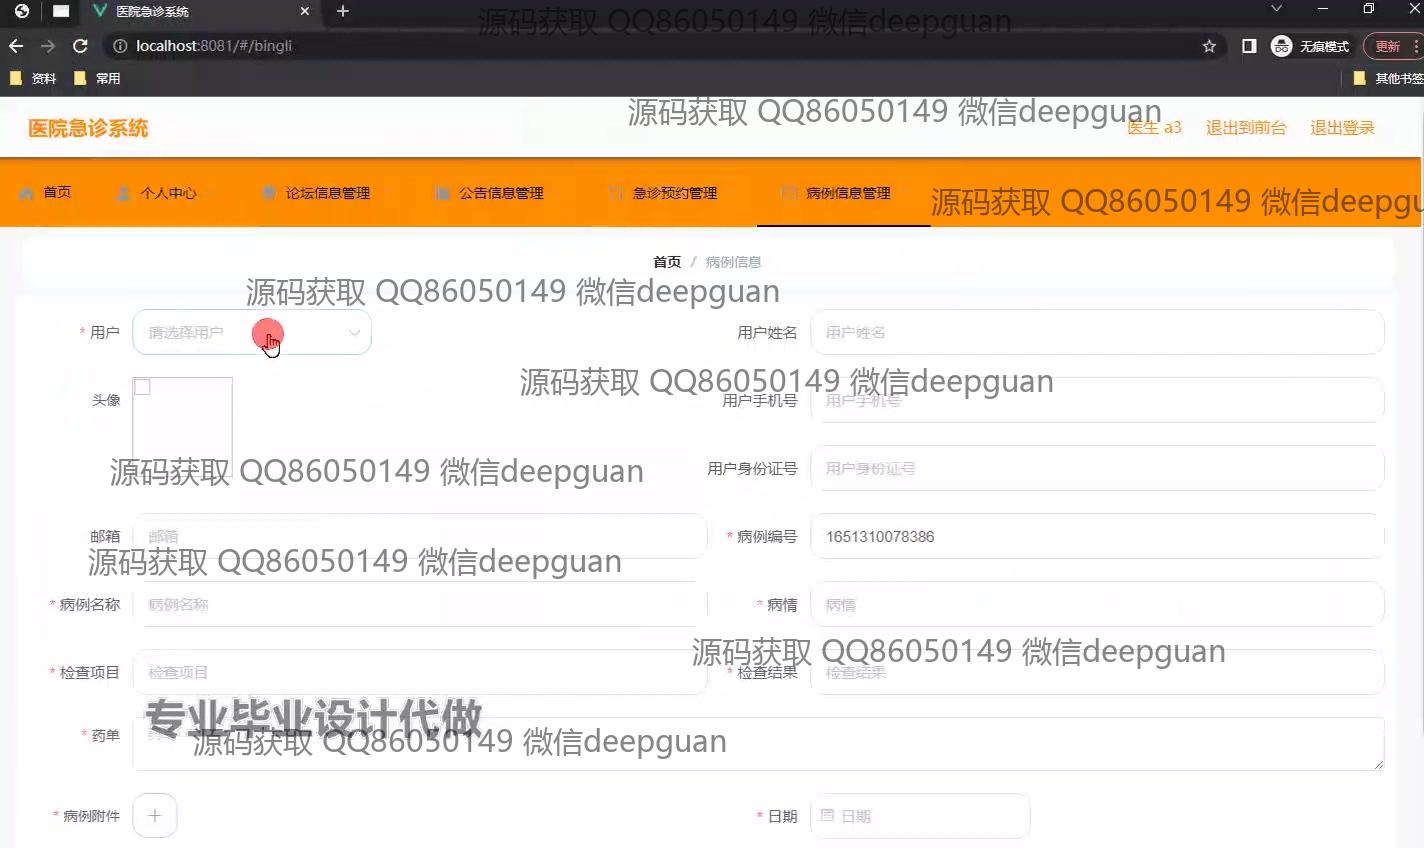 医院急诊系统
源码获取 QQ86050149 微信deepguan
localhost:8081/#/bingli
无痕模式
更新
资料
常用
其他书签
医院急诊系统
源码获取 QQ86050149 微信deepguan
医生 a3
退出到前台
退出登录
首页
个人中心
论坛信息管理
公告信息管理
急诊预约管理
病例信息管理
源码获取 QQ86050149 微信deepgu
首页 / 病例信息
源码获取 QQ86050149 微信deepguan
* 用户
请选择用户
用户姓名
用户姓名
源码获取 QQ86050149 微信deepguan
头像
用户手机号
用户手机号
源码获取 QQ86050149 微信deepguan
用户身份证号
用户身份证号
邮箱
邮箱
* 病例编号
1651310078386
源码获取 QQ86050149 微信deepguan
* 病例名称
病例名称
* 病情
病情
源码获取 QQ86050149 微信deepguan
* 检查项目
检查项目
* 检查结果
检查结果
专业毕业设计代做
* 药单
源码获取 QQ86050149 微信deepguan
* 病例附件
* 日期
日期